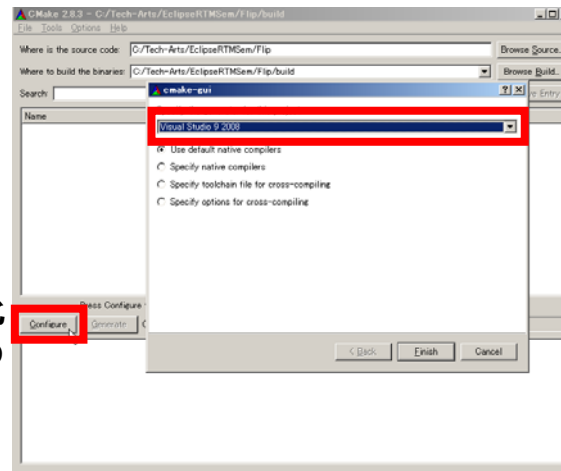 CMake 2.8.3 - C:/Tech-Arts/EclipseRTMSem/Flip/build
File Tools Options Help
Where is the source code: C:/Tech-Arts/EclipseRTMSem/Flip
Browse Source.
Where to build the binaries: C:/Tech-Arts/EclipseRTMSem/Flip/build
Browse Build..
Search:
Entry
Name
cmake-gui
Visual Studio 9 2008
Use default native compilers
Specify native compilers
Specify toolchain file for cross-compiling
Specify options for cross-compiling
Press Configure
Configure
Generate
< Back
Finish
Cancel